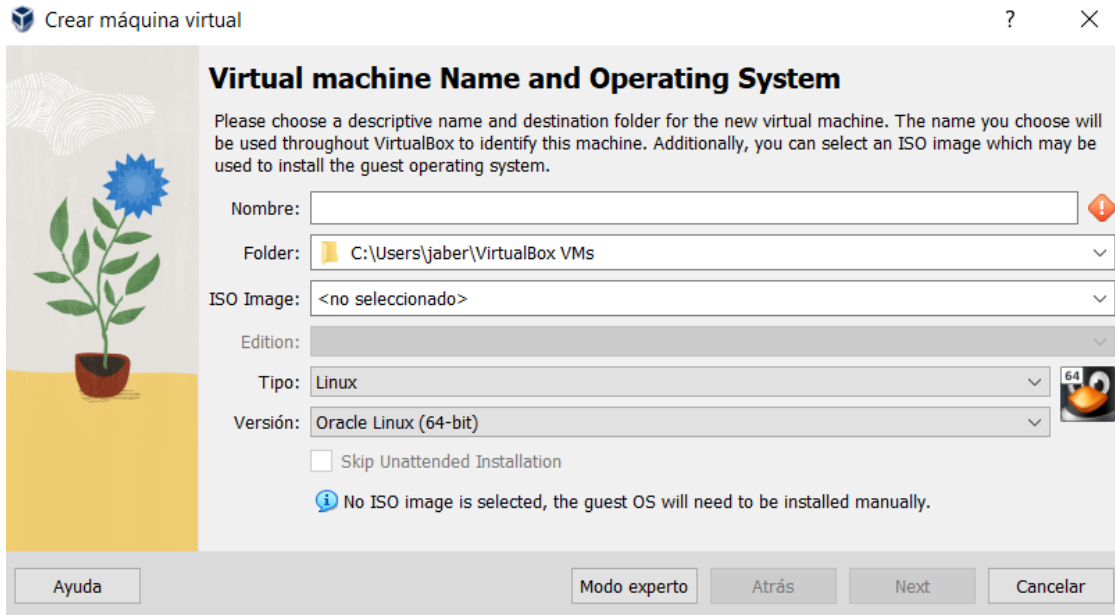 Crear máquina virtual
?
Virtual machine Name and Operating System
Please choose a descriptive name and destination folder for the new virtual machine. The name you choose will
be used throughout VirtualBox to identify this machine. Additionally, you can select an ISO image which may be
used to install the guest operating system.
Nombre:
Folder: C:\Users\jaber\VirtualBox VMs
ISO Image: <no seleccionado>
Edition:
Tipo: Linux
64
Versión: Oracle Linux (64-bit)
Skip Unattended Installation
No ISO image is selected, the guest OS will need to be installed manually.
Ayuda Modo experto Atrás Next Cancelar